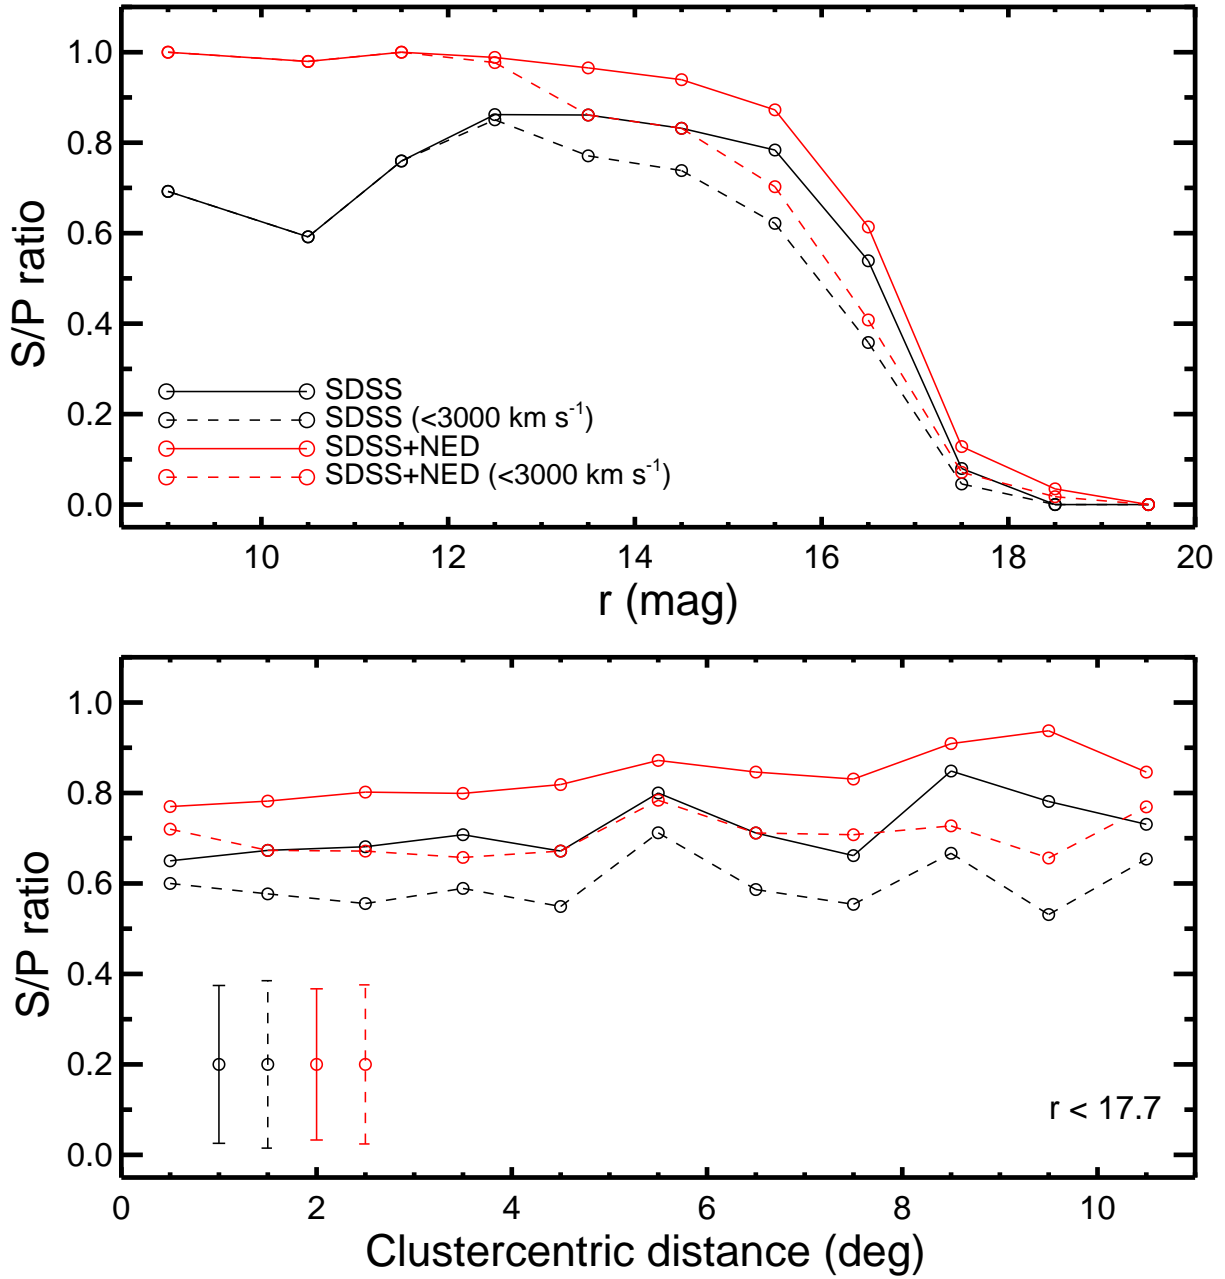 1.0
0.8
0.6
0.4
0.2
0.0
S/P ratio
SDSS
SDSS (<3000 km s⁻¹)
SDSS+NED
SDSS+NED (<3000 km s⁻¹)
10 12 14 16 18 20
r (mag)
1.0
0.8
0.6
0.4
0.2
0.0
S/P ratio
r < 17.7
0 2 4 6 8 10
Clustercentric distance (deg)